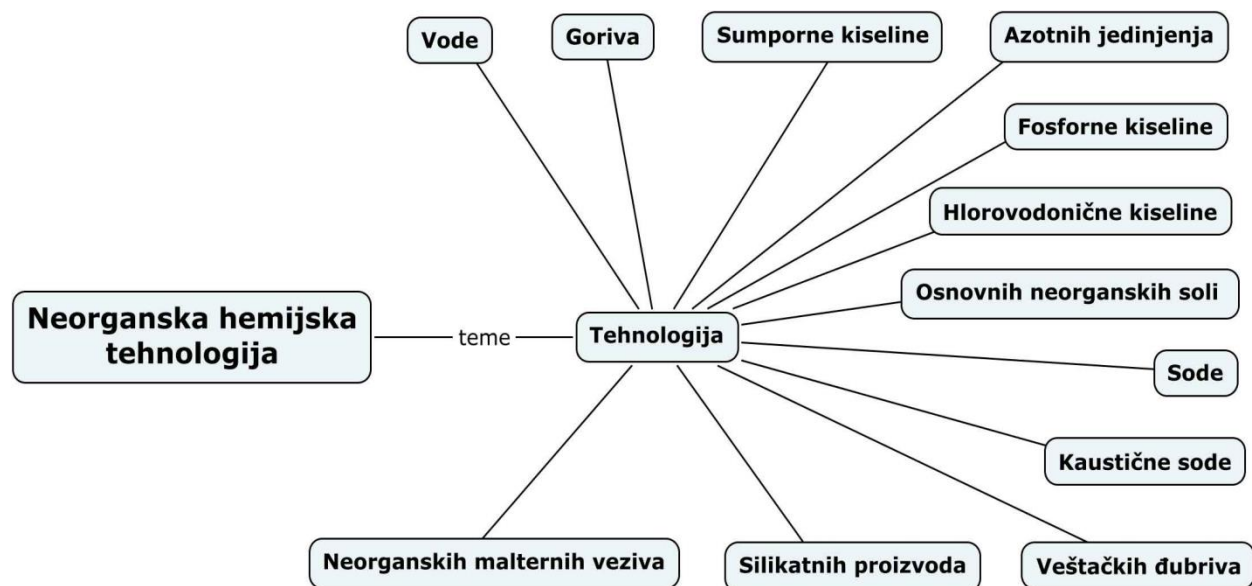 Vode
Goriva
Sumporne kiseline
Azotnih jedinjenja
Fosforne kiseline
Hlorovodonične kiseline
Osnovnih neorganskih soli
Neorganska hemijska
tehnologija
teme
Tehnologija
Sode
Kaustične sode
Neorganskih malternih veziva
Silikatnih proizvoda
Veštačkih đubriva